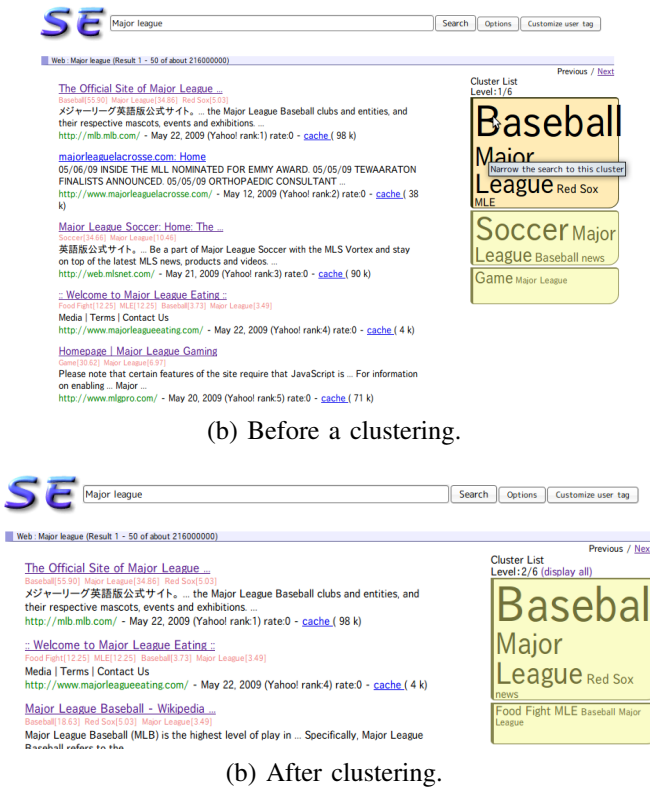 SE Major league Search Options Customize user tag
Web : Major league (Result 1 - 50 of about 216000000)
Previous / Next
The Official Site of Major League ...
Baseball[55.90] Major League[34.86] Red Sox[5.03]
メジャーリーグ英語版公式サイト。 ... the Major League Baseball clubs and entities, and
their respective mascots, events and exhibitions. ...
http://mlb.mlb.com/ - May 22, 2009 (Yahoo! rank:1) rate:0 - cache ( 98 k)
majorleaguelacrosse.com: Home
05/06/09 INSIDE THE MLL NOMINATED FOR EMMY AWARD. 05/05/09 TEWAARATON
FINALISTS ANNOUNCED. 05/05/09 ORTHOPAEDIC CONSULTANT ...
http://www.majorleaguelacrosse.com/ - May 12, 2009 (Yahoo! rank:2) rate:0 - cache ( 38
k)
Major League Soccer: Home: The ...
Soccer[34.66] Major League[10.46]
英語版公式サイト。 ... Be a part of Major League Soccer with the MLS Vortex and stay
on top of the latest MLS news, products and videos. ...
http://web.mlsnet.com/ - May 21, 2009 (Yahoo! rank:3) rate:0 - cache ( 90 k)
:: Welcome to Major League Eating ::
Food Fight[12.25] MLE[12.25] Baseball[3.73] Major League[3.49]
Media | Terms | Contact Us
http://www.majorleagueeating.com/ - May 22, 2009 (Yahoo! rank:4) rate:0 - cache ( 4 k)
Homepage | Major League Gaming
Game[30.62] Major League[6.97]
Please note that certain features of the site require that JavaScript is ... For information
on enabling ... Major ...
http://www.mlgpro.com/ - May 20, 2009 (Yahoo! rank:5) rate:0 - cache ( 71 k)
Cluster List
Level:1/6
Baseball
Major
Narrow the search to this cluster
League Red Sox
MLE
Soccer Major
League Baseball news
Game Major League
(b) Before a clustering.
SE Major league Search Options Customize user tag
Web : Major league (Result 1 - 50 of about 216000000)
Previous / Nex
The Official Site of Major League ...
Baseball[55.90] Major League[34.86] Red Sox[5.03]
メジャーリーグ英語版公式サイト。 ... the Major League Baseball clubs and entities, and
their respective mascots, events and exhibitions. ...
http://mlb.mlb.com/ - May 22, 2009 (Yahoo! rank:1) rate:0 - cache ( 98 k)
:: Welcome to Major League Eating ::
Food Fight[12.25] MLE[12.25] Baseball[3.73] Major League[3.49]
Media | Terms | Contact Us
http://www.majorleagueeating.com/ - May 22, 2009 (Yahoo! rank:4) rate:0 - cache ( 4 k)
Major League Baseball - Wikipedia ...
Baseball[18.63] Red Sox[5.03] Major League[3.49]
Major League Baseball (MLB) is the highest level of play in ... Specifically, Major League
Baseball refers to the
Cluster List
Level:2/6 (display all)
Basebal
Major
League Red Sox
news
Food Fight MLE Baseball Major
League
(b) After clustering.